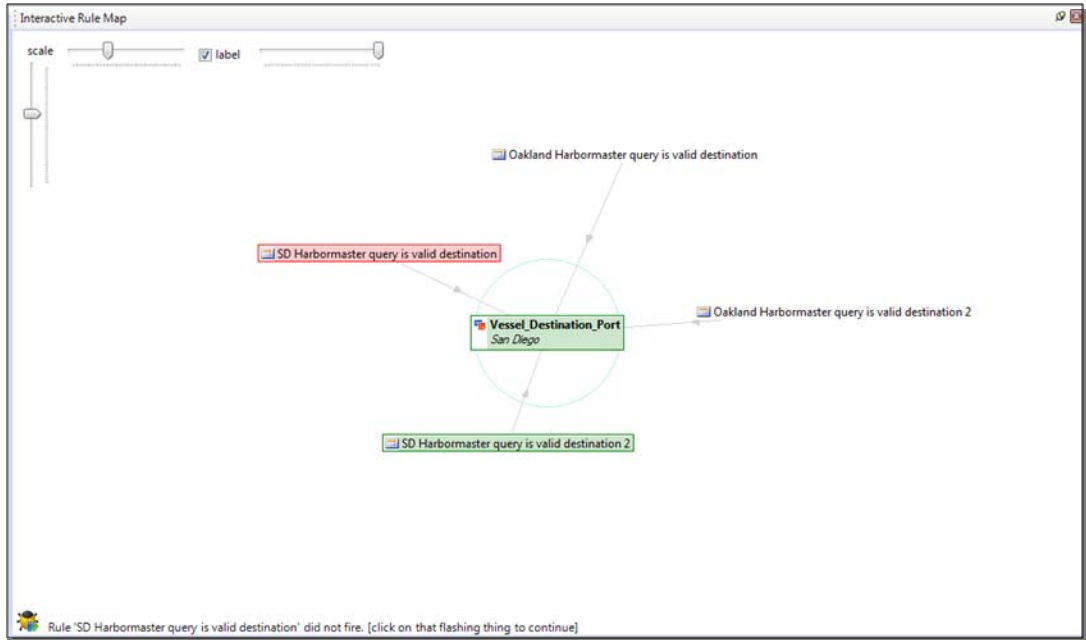 Interactive Rule Map
scale
label
Oakland Harbormaster query is valid destination
SD Harbormaster query is valid destination
Oakland Harbormaster query is valid destination 2
Vessel_Destination_Port
San Diego
SD Harbormaster query is valid destination 2
Rule 'SD Harbormaster query is valid destination' did not fire. [click on that flashing thing to continue]